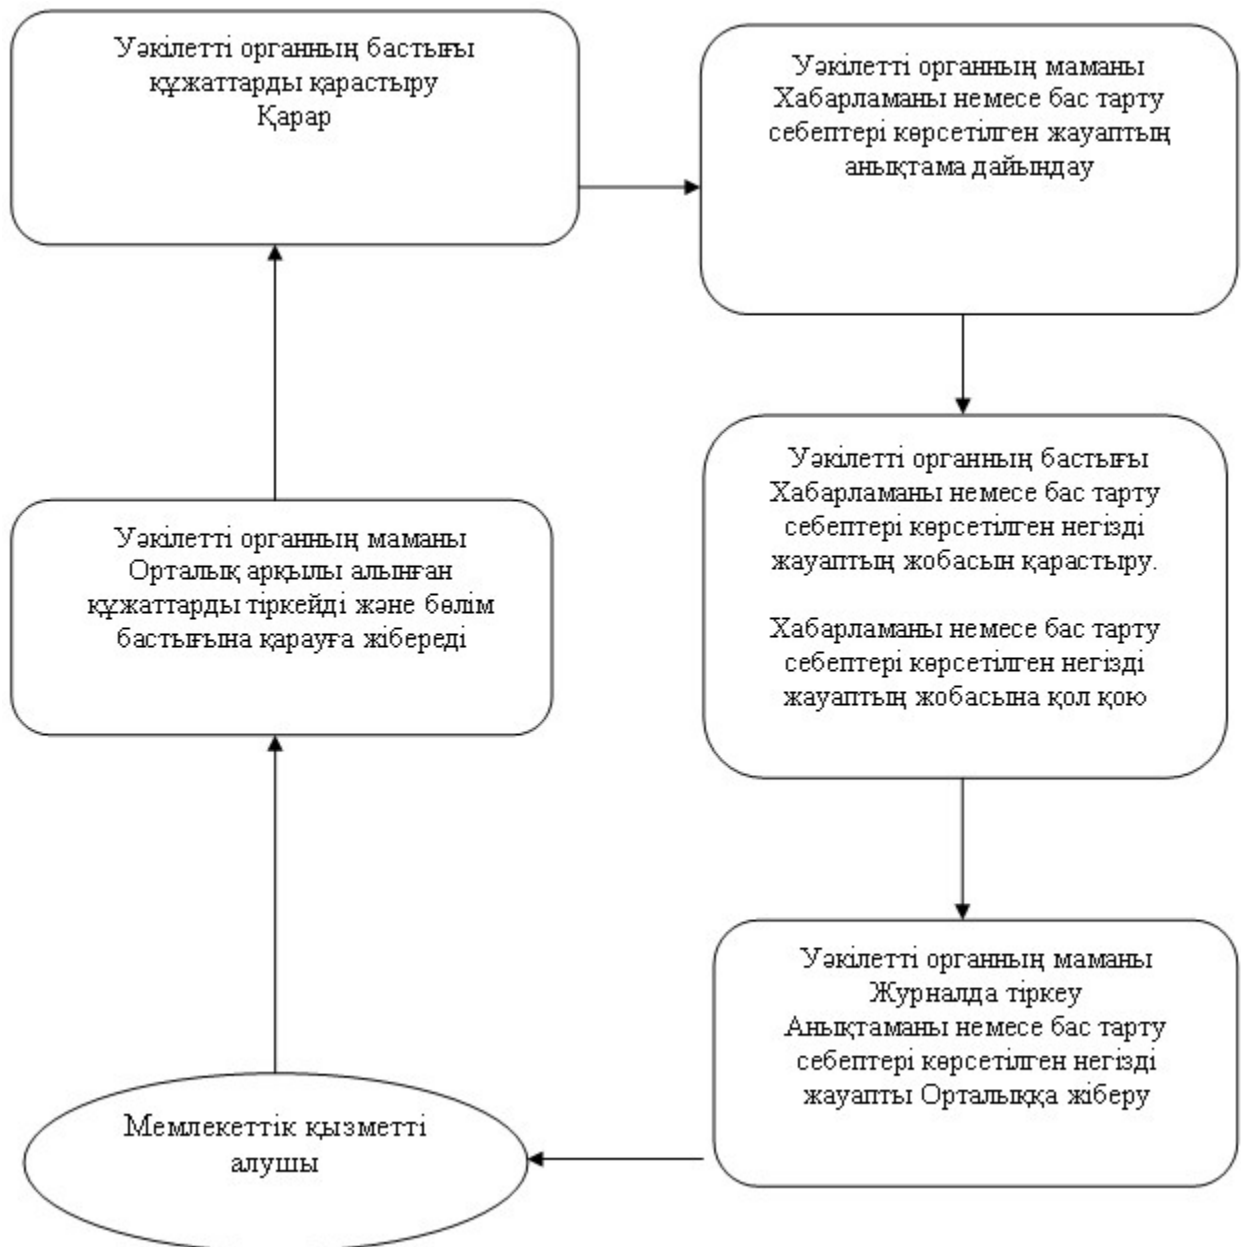 Уәкілетті органның бастығы
құжаттарды қарастыру
Қарар
Уәкілетті органның маманы
Хабарламаны немесе бас тарту
себептері көрсетілген жауаптың
анықтама дайындау
Уәкілетті органның бастығы
Хабарламаны немесе бас тарту
себептері көрсетілген негізді
жауаптың жобасын қарастыру.
Хабарламаны немесе бас тарту
себептері көрсетілген негізді
жауаптың жобасына қол қою
Уәкілетті органның маманы
Орталық арқылы алынған
құжаттарды тіркейді және бөлім
бастығына қарауға жібереді
Уәкілетті органның маманы
Журналда тіркеу
Анықтаманы немесе бас тарту
себептері көрсетілген негізді
жауапты Орталыққа жіберу
Мемлекеттік қызметті
алушы